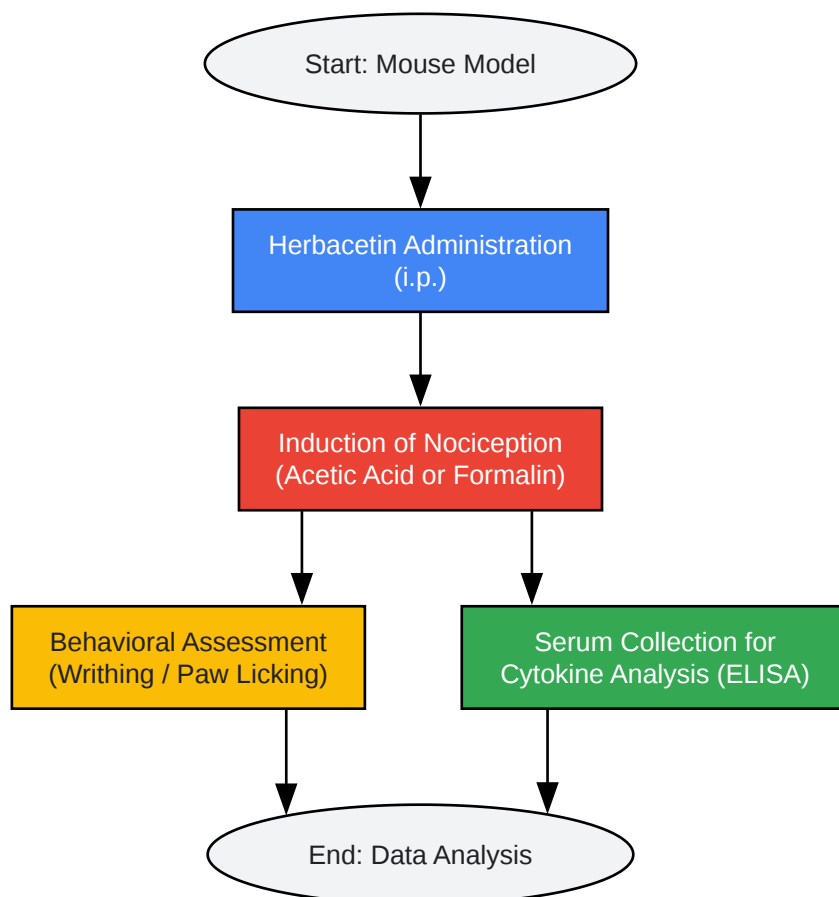 Start: Mouse Model
Herbacetin Administration
(i.p.)
Induction of Nociception
(Acetic Acid or Formalin)
Behavioral Assessment
(Writhing / Paw Licking)
Serum Collection for
Cytokine Analysis (ELISA)
End: Data Analysis